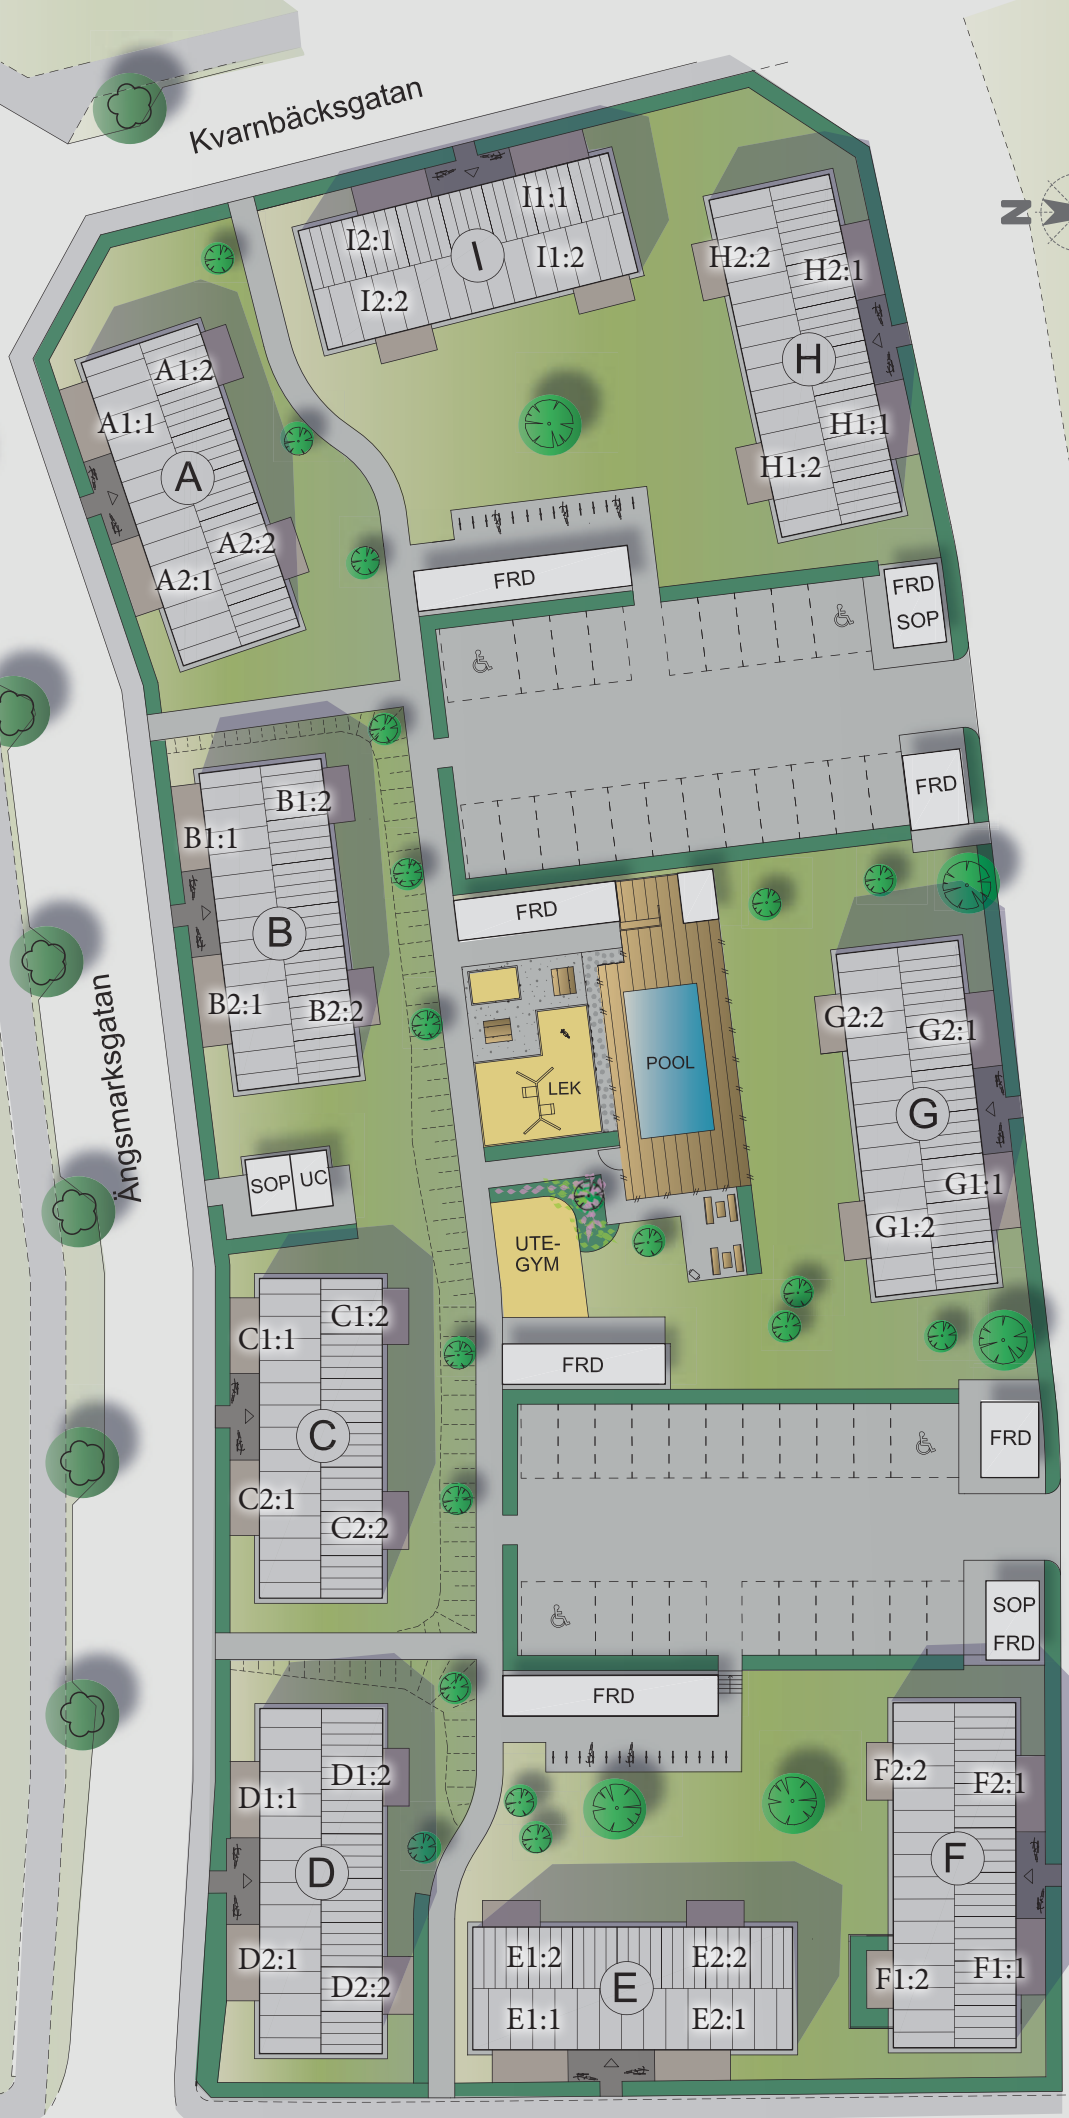 Kvarnbäcksgatan
I1:1
I2:1
I
I1:2
I2:2
N
H2:2
H2:1
H
H1:1
H1:2
A1:2
A1:1
A
A2:2
A2:1
FRD
FRD
SOP
B1:2
B1:1
B
B2:1
B2:2
FRD
FRD
POOL
LEK
Ängsmarksgatan
G2:2
G2:1
G
G1:1
G1:2
SOP
UC
UTE-
GYM
C1:2
C1:1
C
C2:1
C2:2
FRD
FRD
SOP
FRD
FRD
D1:2
D1:1
D
D2:1
D2:2
F2:2
F2:1
F
F1:2
F1:1
E1:2
E2:2
E
E1:1
E2:1